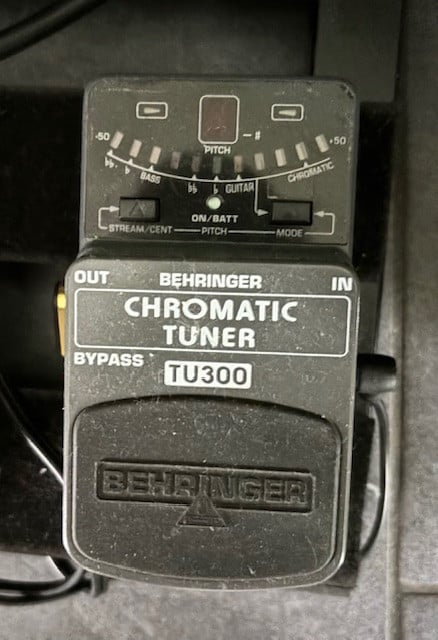 -50 PITCH — # +50
♭♭ ♭ BASS ♭♭ ♭ GUITAR CHROMATIC
ON/BATT
STREAM/CENT PITCH MODE
OUT BEHRINGER IN
CHROMATIC
TUNER
BYPASS
TU300
BEHRINGER